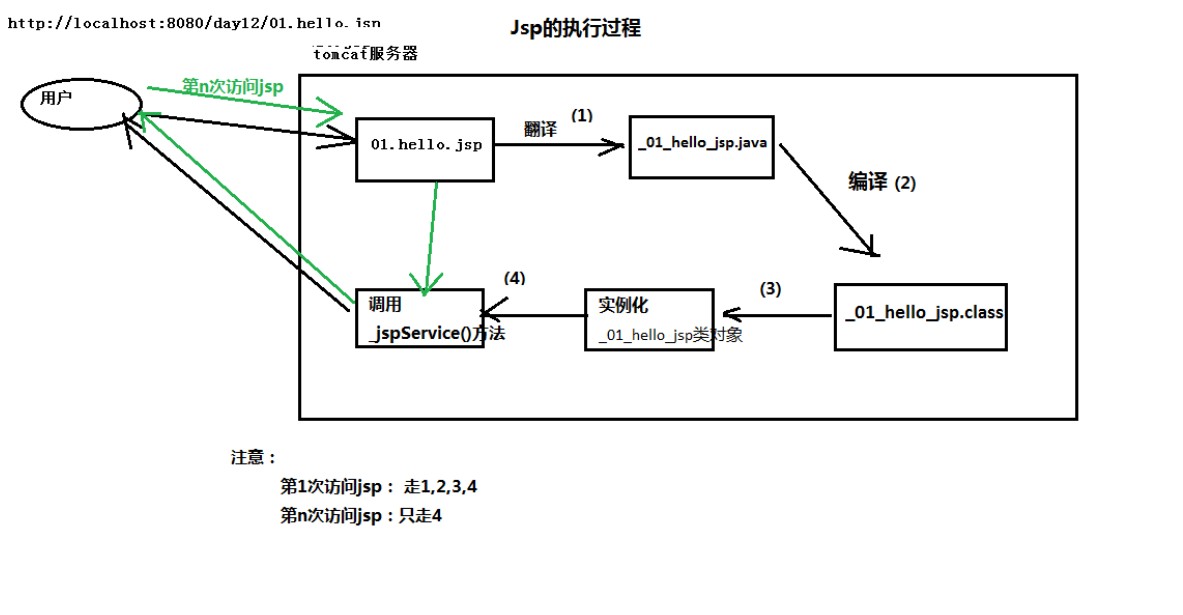 http://localhost:8080/day12/01.hello.jsp
Jsp的执行过程
tomcat服务器
用户
第n次访问jsp
01.hello.jsp
翻译 (1)
_01_hello_jsp.java
编译 (2)
_01_hello_jsp.class
(3)
实例化
_01_hello_jsp类对象
(4)
调用
_jspService()方法
注意：
第1次访问jsp： 走1,2,3,4
第n次访问jsp：只走4